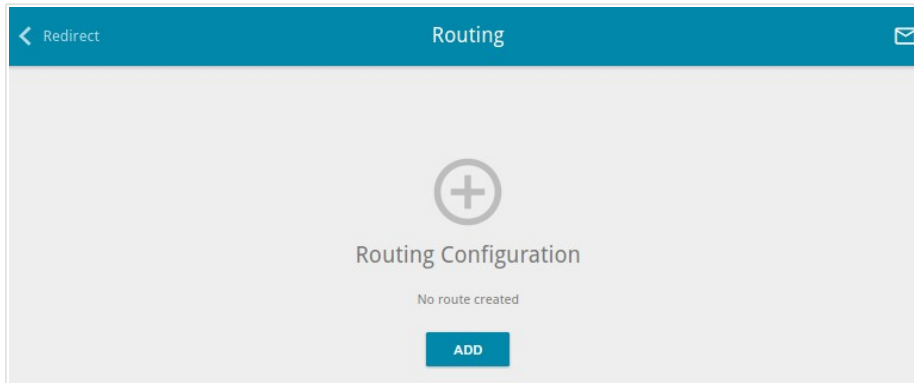 Redirect
Routing
Routing Configuration
No route created
ADD